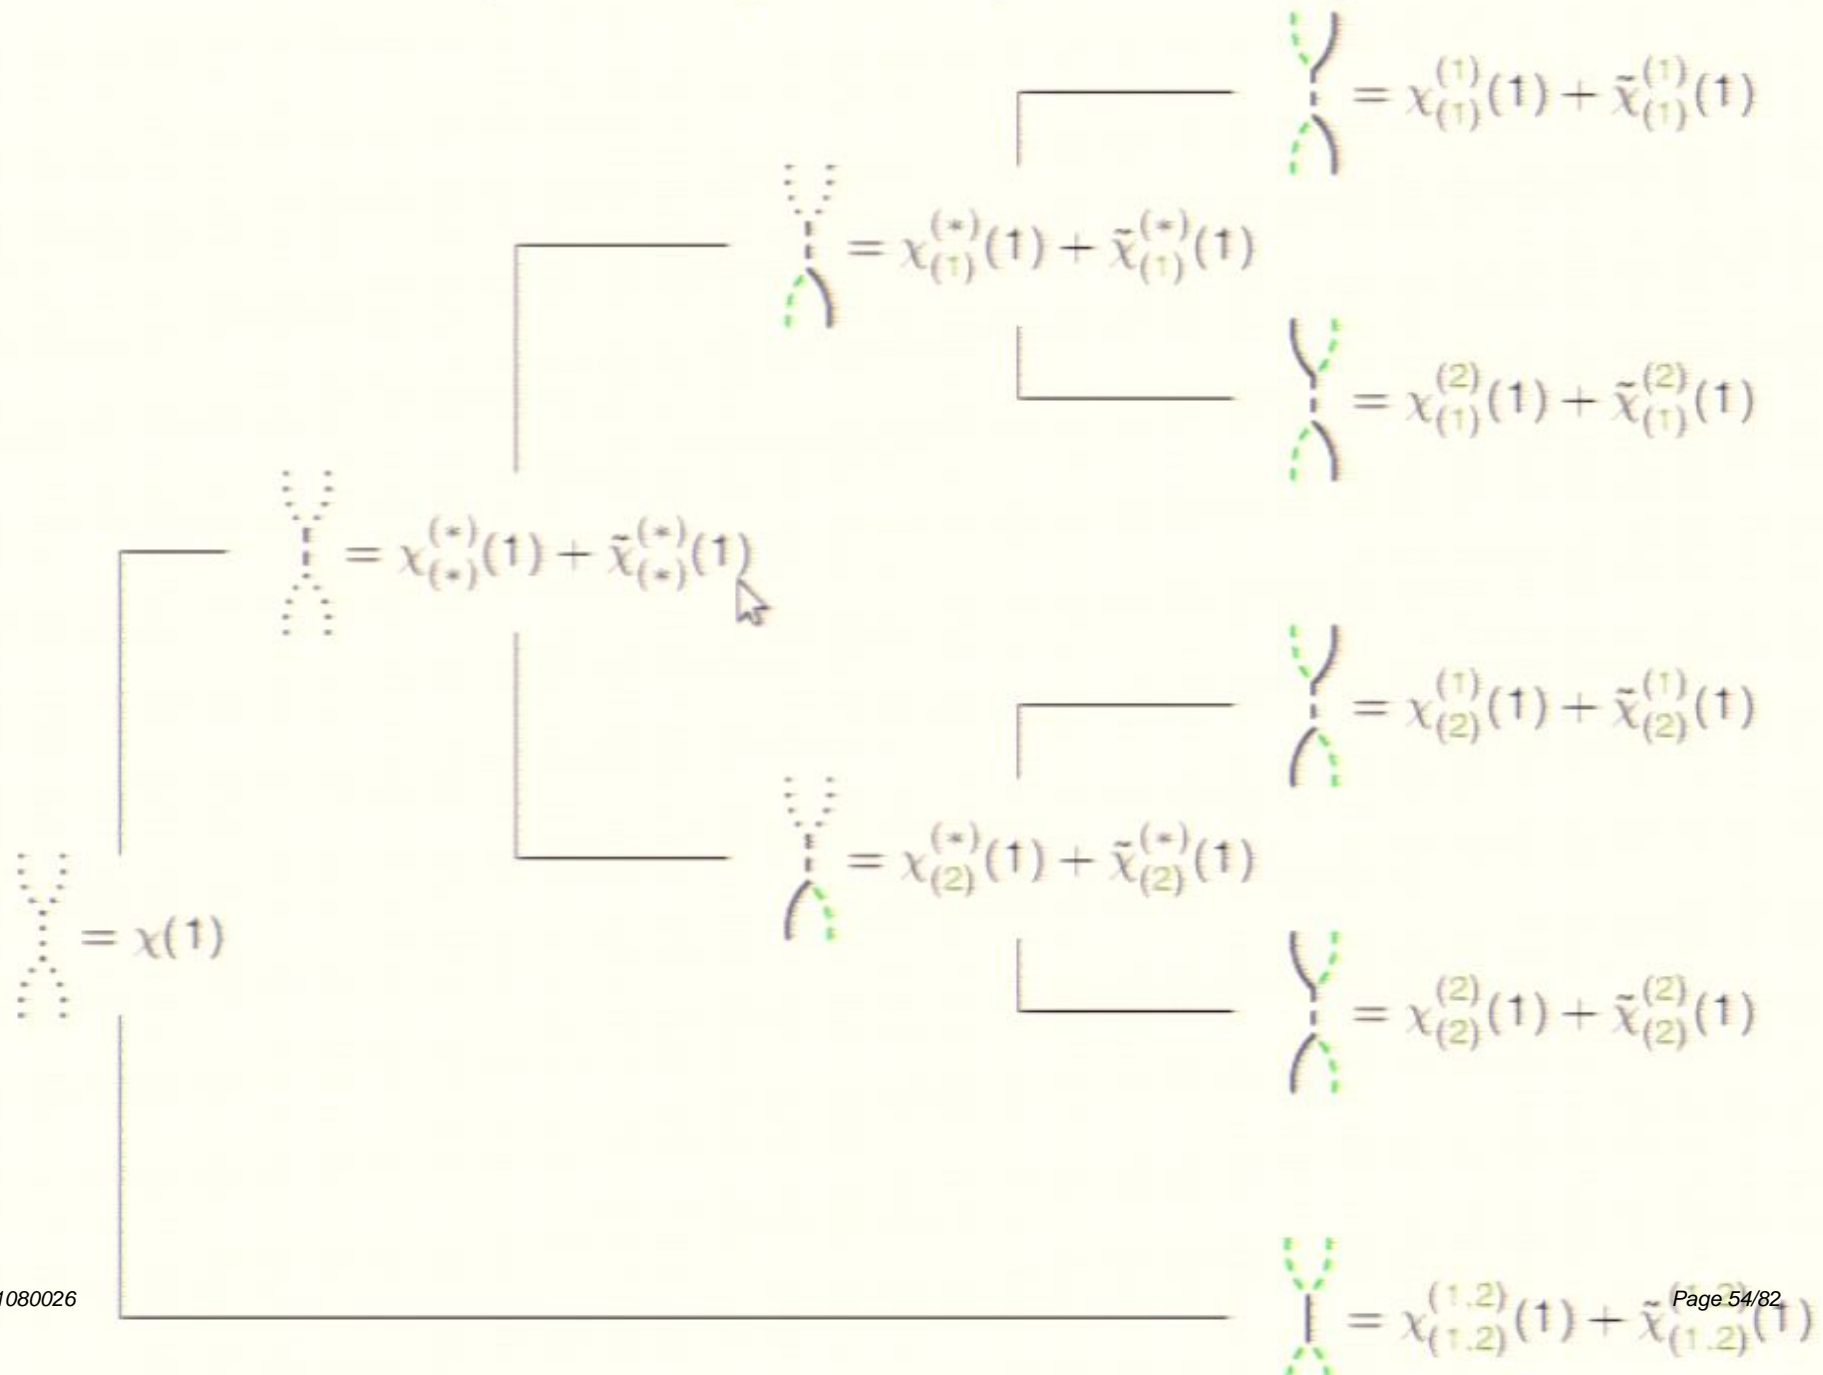 = χ^{(1)}_{(1)}(1) + χ̃^{(1)}_{(1)}(1)
= χ^{(*)}_{(1)}(1) + χ̃^{(*)}_{(1)}(1)
= χ^{(2)}_{(1)}(1) + χ̃^{(2)}_{(1)}(1)
= χ^{(*)}_{(*)}(1) + χ̃^{(*)}_{(*)}(1)
= χ^{(1)}_{(2)}(1) + χ̃^{(1)}_{(2)}(1)
= χ^{(*)}_{(2)}(1) + χ̃^{(*)}_{(2)}(1)
= χ(1)
= χ^{(2)}_{(2)}(1) + χ̃^{(2)}_{(2)}(1)
1080026
Page 54/82
= χ^{(1.2)}_{(1.2)}(1) + χ̃^{(1.2)}_{(1.2)}(1)